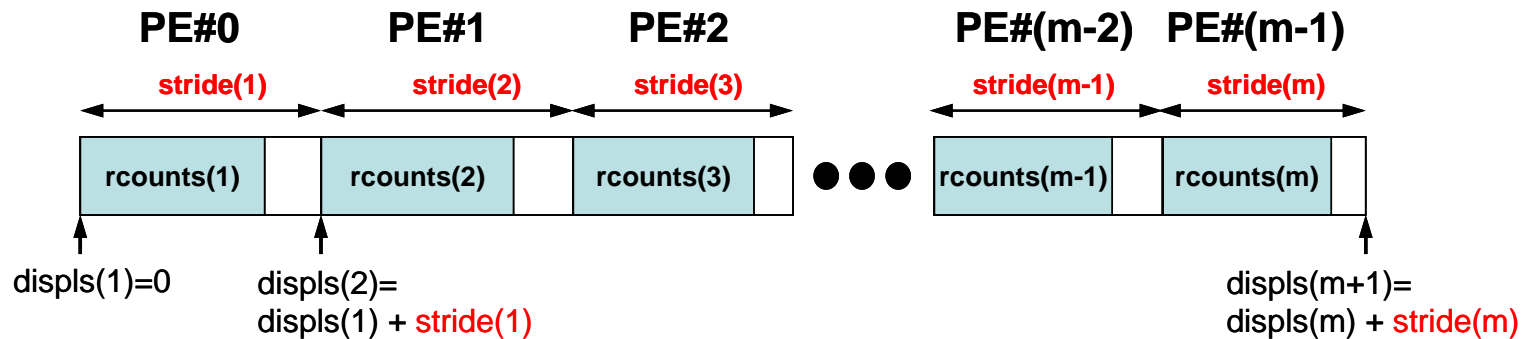 PE#0 PE#1 PE#2 PE#(m-2) PE#(m-1)
stride(1) stride(2) stride(3) stride(m-1) stride(m)
rcounts(1) rcounts(2) rcounts(3) rcounts(m-1) rcounts(m)
displs(1)=0
displs(2)=
displs(1) + stride(1)
displs(m+1)=
displs(m) + stride(m)